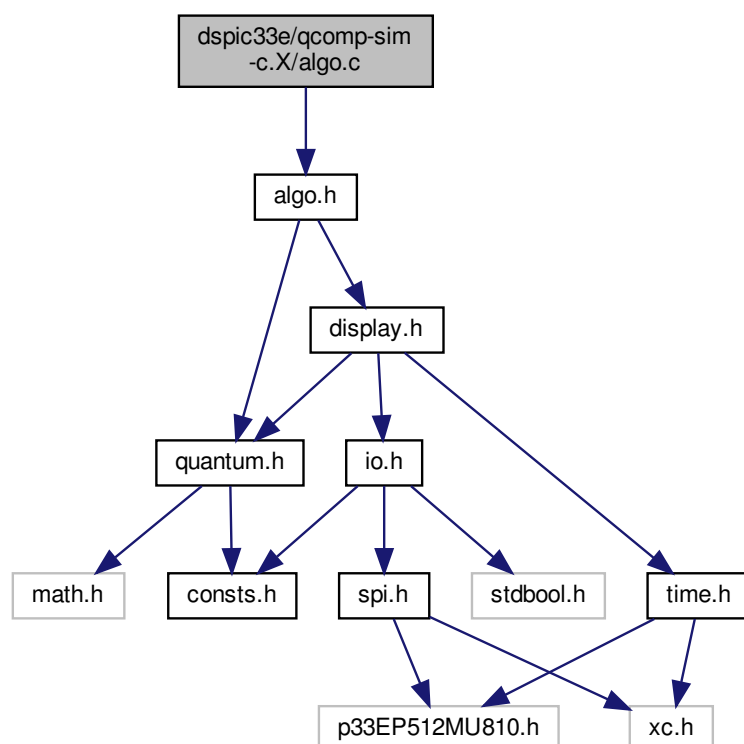 dspic33e/qcomp-sim
-c.X/algo.c
algo.h
display.h
quantum.h
io.h
math.h
consts.h
spi.h
stdbool.h
time.h
p33EP512MU810.h
xc.h